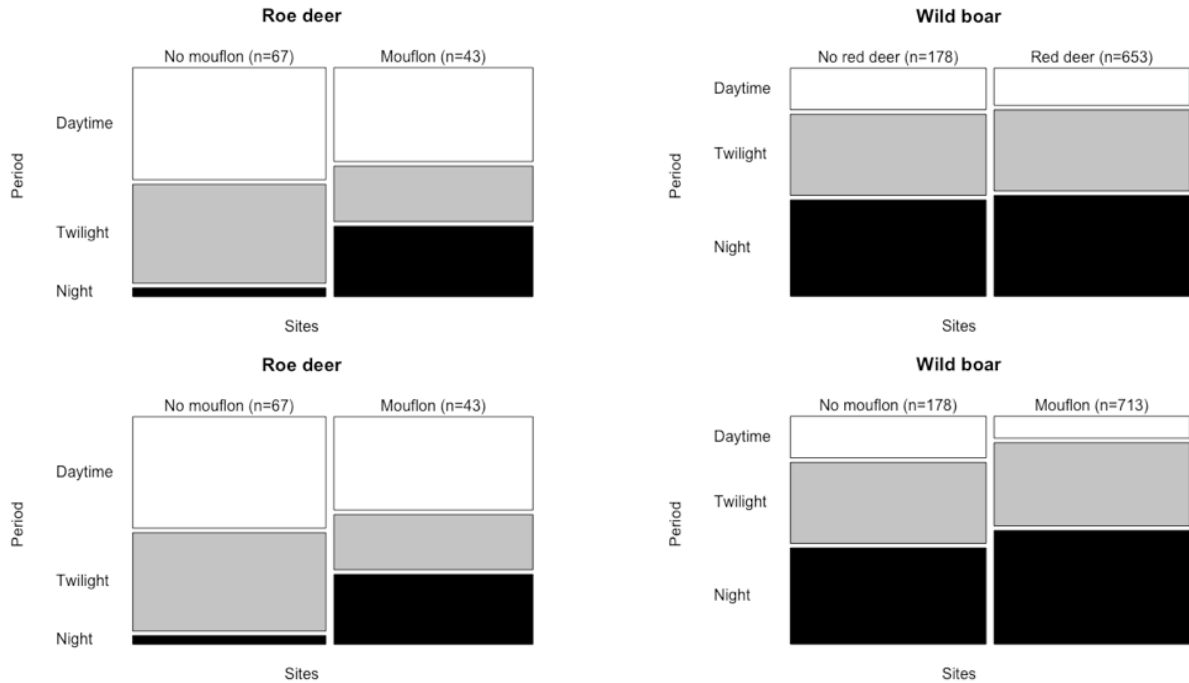 Roe deer
No mouflon (n=67) Mouflon (n=43)
Daytime
Twilight
Night
Period
Sites
Wild boar
No red deer (n=178) Red deer (n=653)
Daytime
Twilight
Night
Period
Sites
Roe deer
No mouflon (n=67) Mouflon (n=43)
Daytime
Twilight
Night
Period
Sites
Wild boar
No mouflon (n=178) Mouflon (n=713)
Daytime
Twilight
Night
Period
Sites